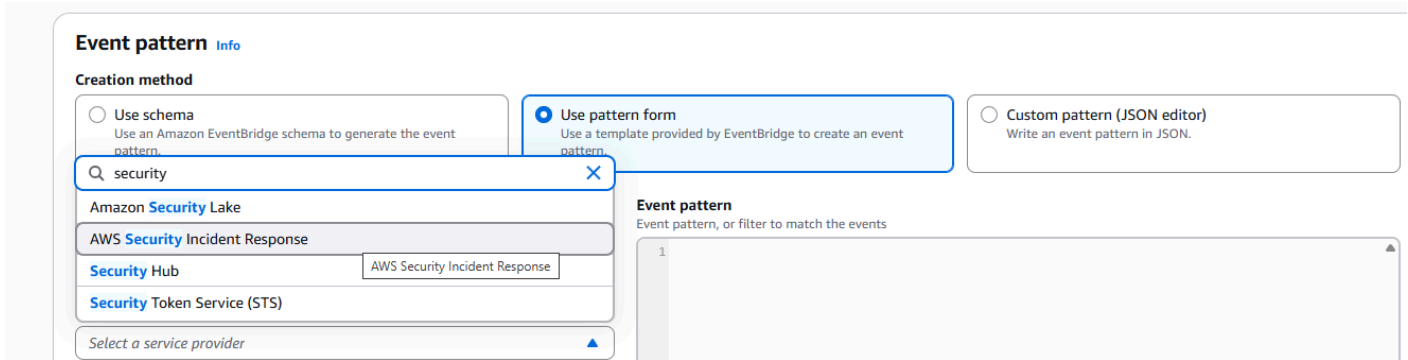 Event pattern Info
Creation method
Use schema
Use an Amazon EventBridge schema to generate the event
pattern.
Use pattern form
Use a template provided by EventBridge to create an event
pattern.
Custom pattern (JSON editor)
Write an event pattern in JSON.
security
Amazon Security Lake
AWS Security Incident Response
AWS Security Incident Response
Security Hub
Security Token Service (STS)
Select a service provider
Event pattern
Event pattern, or filter to match the events
1